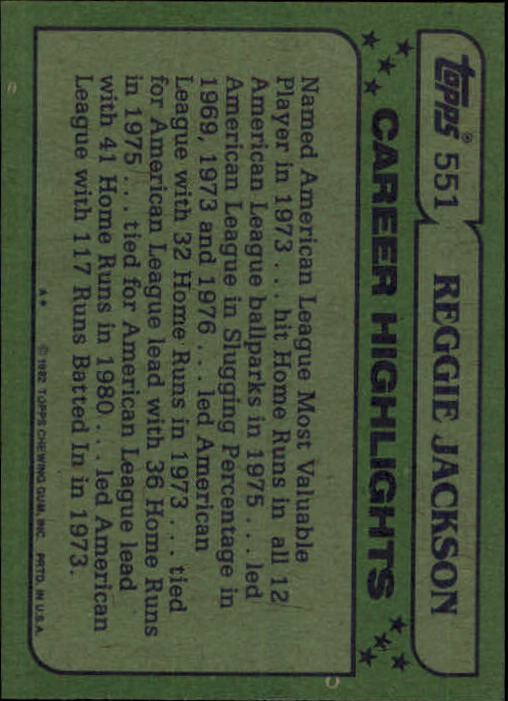 Topps® 551 REGGIE JACKSON
CAREER HIGHLIGHTS
Named American League Most Valuable
Player in 1973 . . . hit Home Runs in all 12
American League ballparks in 1975 . . . led
American League in Slugging Percentage in
1969, 1973 and 1976 . . . led American
League with 32 Home Runs in 1973 . . . tied
for American League lead with 36 Home Runs
in 1975 . . . tied for American League lead
with 41 Home Runs in 1980 . . . led American
League with 117 Runs Batted In in 1973.
A* © 1982 TOPPS CHEWING GUM, INC. PRTD. IN U.S.A.